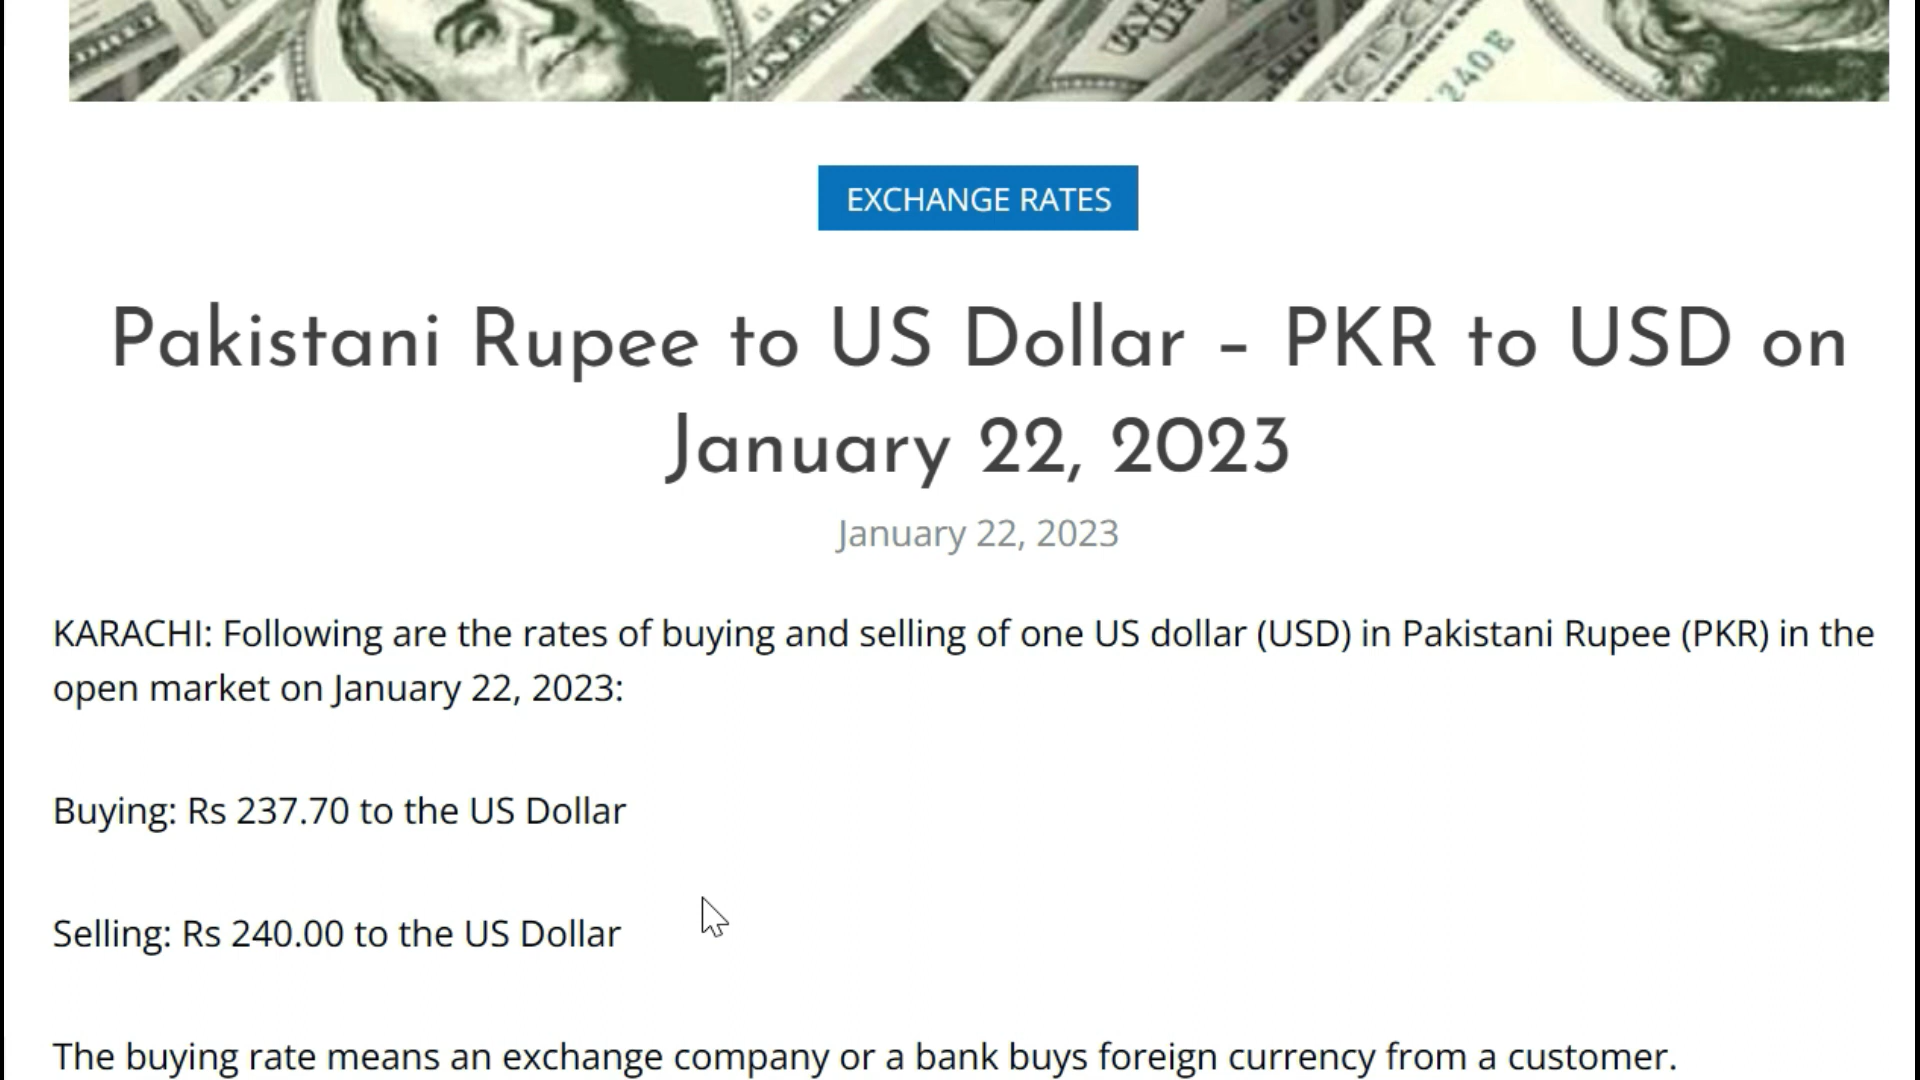 1240E
EXCHANGE RATES
Pakistani Rupee to US Dollar – PKR to USD on
January 22, 2023
January 22, 2023
KARACHI: Following are the rates of buying and selling of one US dollar (USD) in Pakistani Rupee (PKR) in the
open market on January 22, 2023:
Buying: Rs 237.70 to the US Dollar
Selling: Rs 240.00 to the US Dollar
The buying rate means an exchange company or a bank buys foreign currency from a customer.